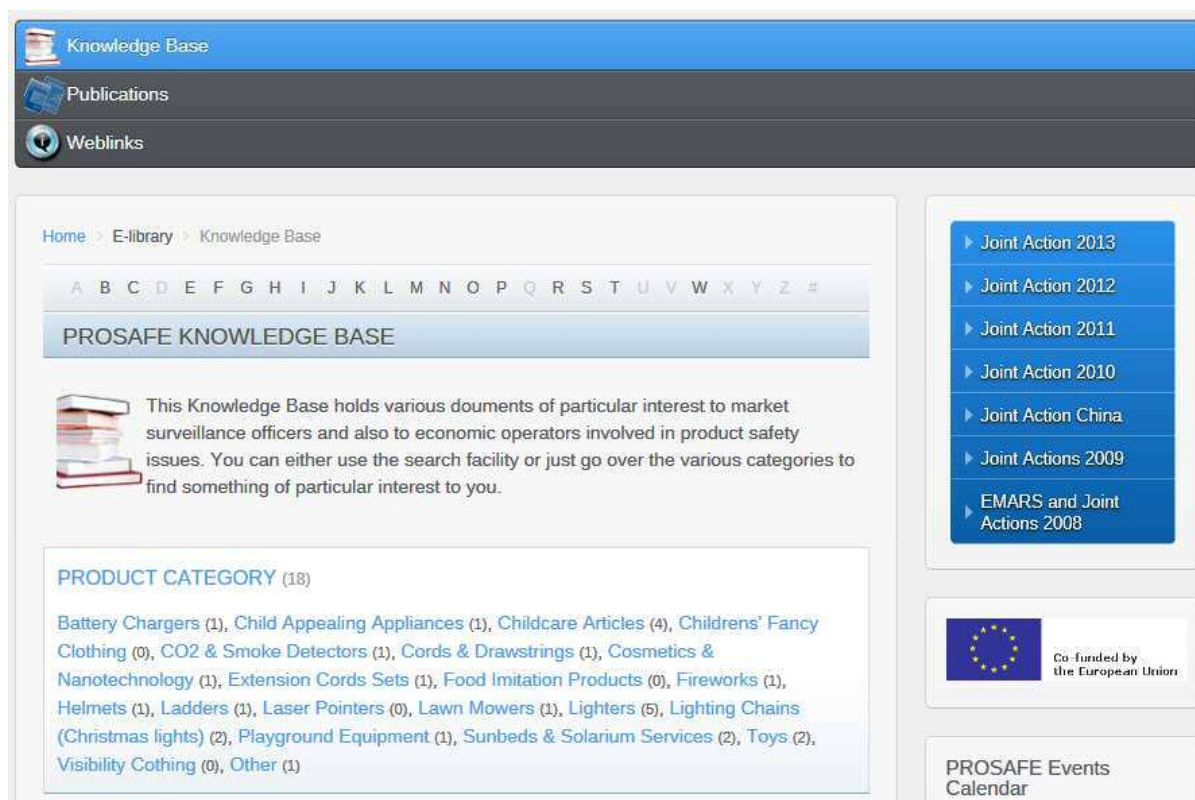 Knowledge Base
Publications
Weblinks
Home > E-library > Knowledge Base
A B C D E F G H I J K L M N O P Q R S T U V W X Y Z #
PROSAFE KNOWLEDGE BASE
This Knowledge Base holds various douments of particular interest to market
surveillance officers and also to economic operators involved in product safety
issues. You can either use the search facility or just go over the various categories to
find something of particular interest to you.
PRODUCT CATEGORY (18)
Battery Chargers (1), Child Appealing Appliances (1), Childcare Articles (4), Childrens' Fancy
Clothing (0), CO2 & Smoke Detectors (1), Cords & Drawstrings (1), Cosmetics &
Nanotechnology (1), Extension Cords Sets (1), Food Imitation Products (0), Fireworks (1),
Helmets (1), Ladders (1), Laser Pointers (0), Lawn Mowers (1), Lighters (5), Lighting Chains
(Christmas lights) (2), Playground Equipment (1), Sunbeds & Solarium Services (2), Toys (2),
Visibility Cothing (0), Other (1)
Joint Action 2013
Joint Action 2012
Joint Action 2011
Joint Action 2010
Joint Action China
Joint Actions 2009
EMARS and Joint
Actions 2008
Co-funded by
the European Union
PROSAFE Events
Calendar